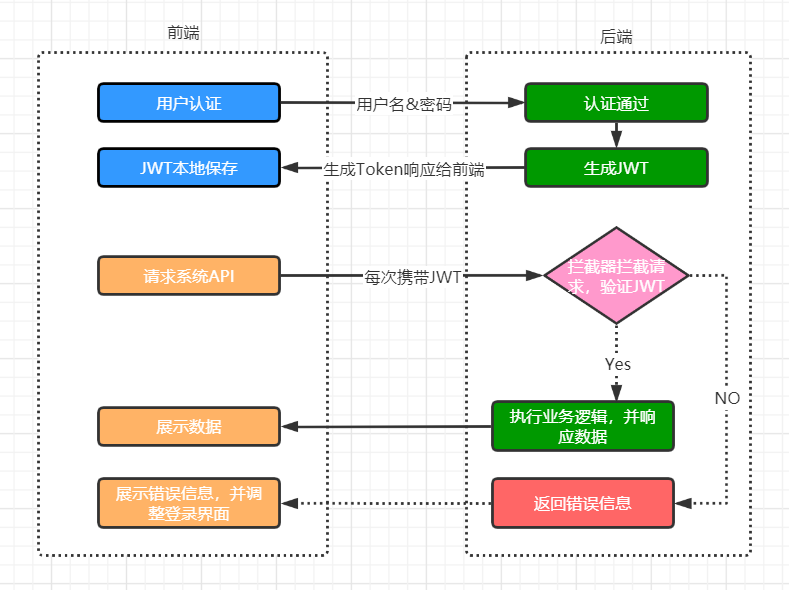 前端
后端
用户认证
用户名&密码
认证通过
JWT本地保存
生成Token响应给前端
生成JWT
请求系统API
每次携带JWT
拦截器拦截请
求，验证JWT
Yes
NO
展示数据
执行业务逻辑，并响
应数据
展示错误信息，并调
整登录界面
返回错误信息